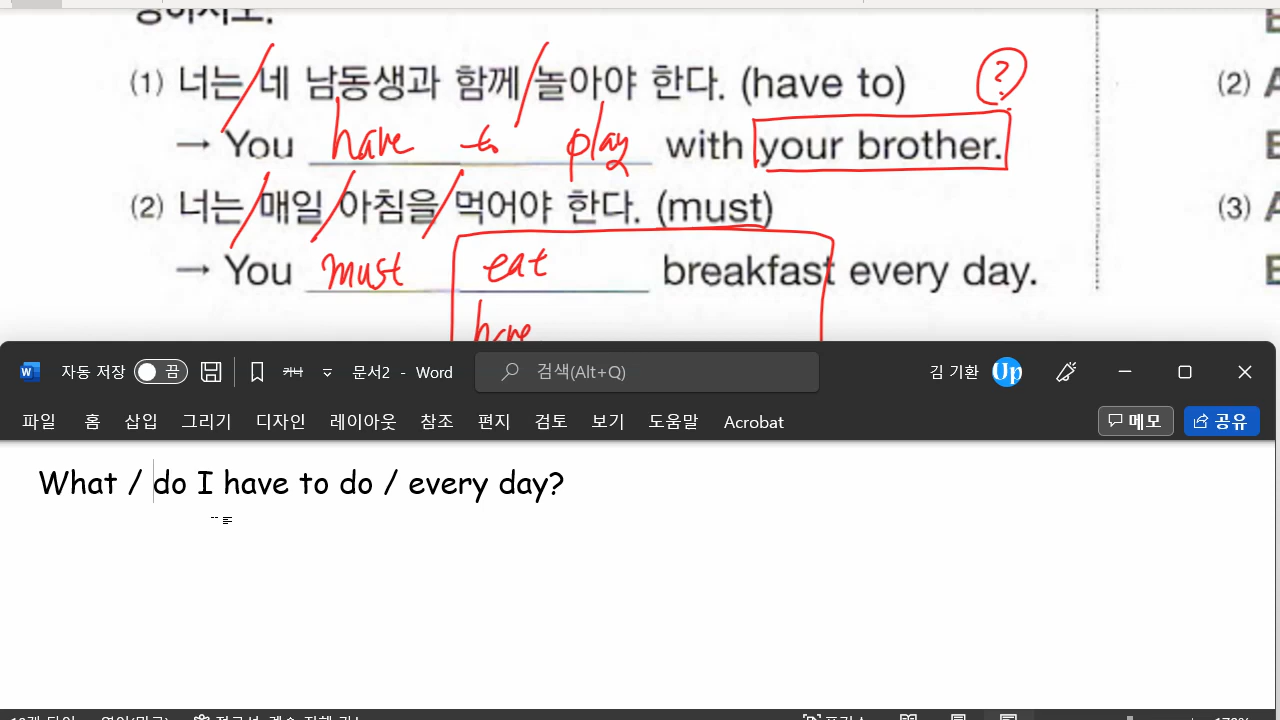 (1) 너는 / 네 남동생과 함께 / 놀아야 한다. (have to) ?
(2)
→ You have to play with your brother.
(2) 너는 / 매일 / 아침을 / 먹어야 한다. (must)
(3)
→ You must eat breakfast every day.
have
자동 저장 끔 문서2 - Word 검색(Alt+Q) 김 기환 Up
파일 홈 삽입 그리기 디자인 레이아웃 참조 편지 검토 보기 도움말 Acrobat 메모 공유
What / do I have to do / every day?